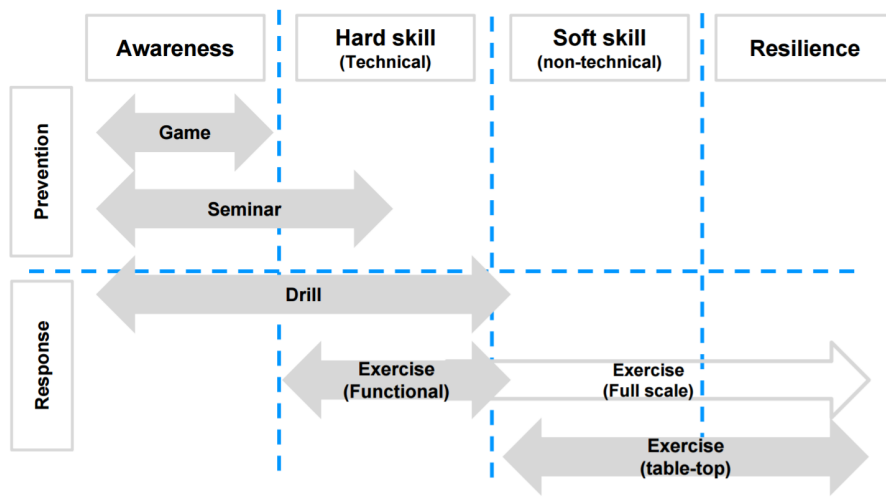 Awareness
Hard skill
(Technical)
Soft skill
(non-technical)
Resilience
Prevention
Game
Seminar
Response
Drill
Exercise
(Functional)
Exercise
(Full scale)
Exercise
(table-top)